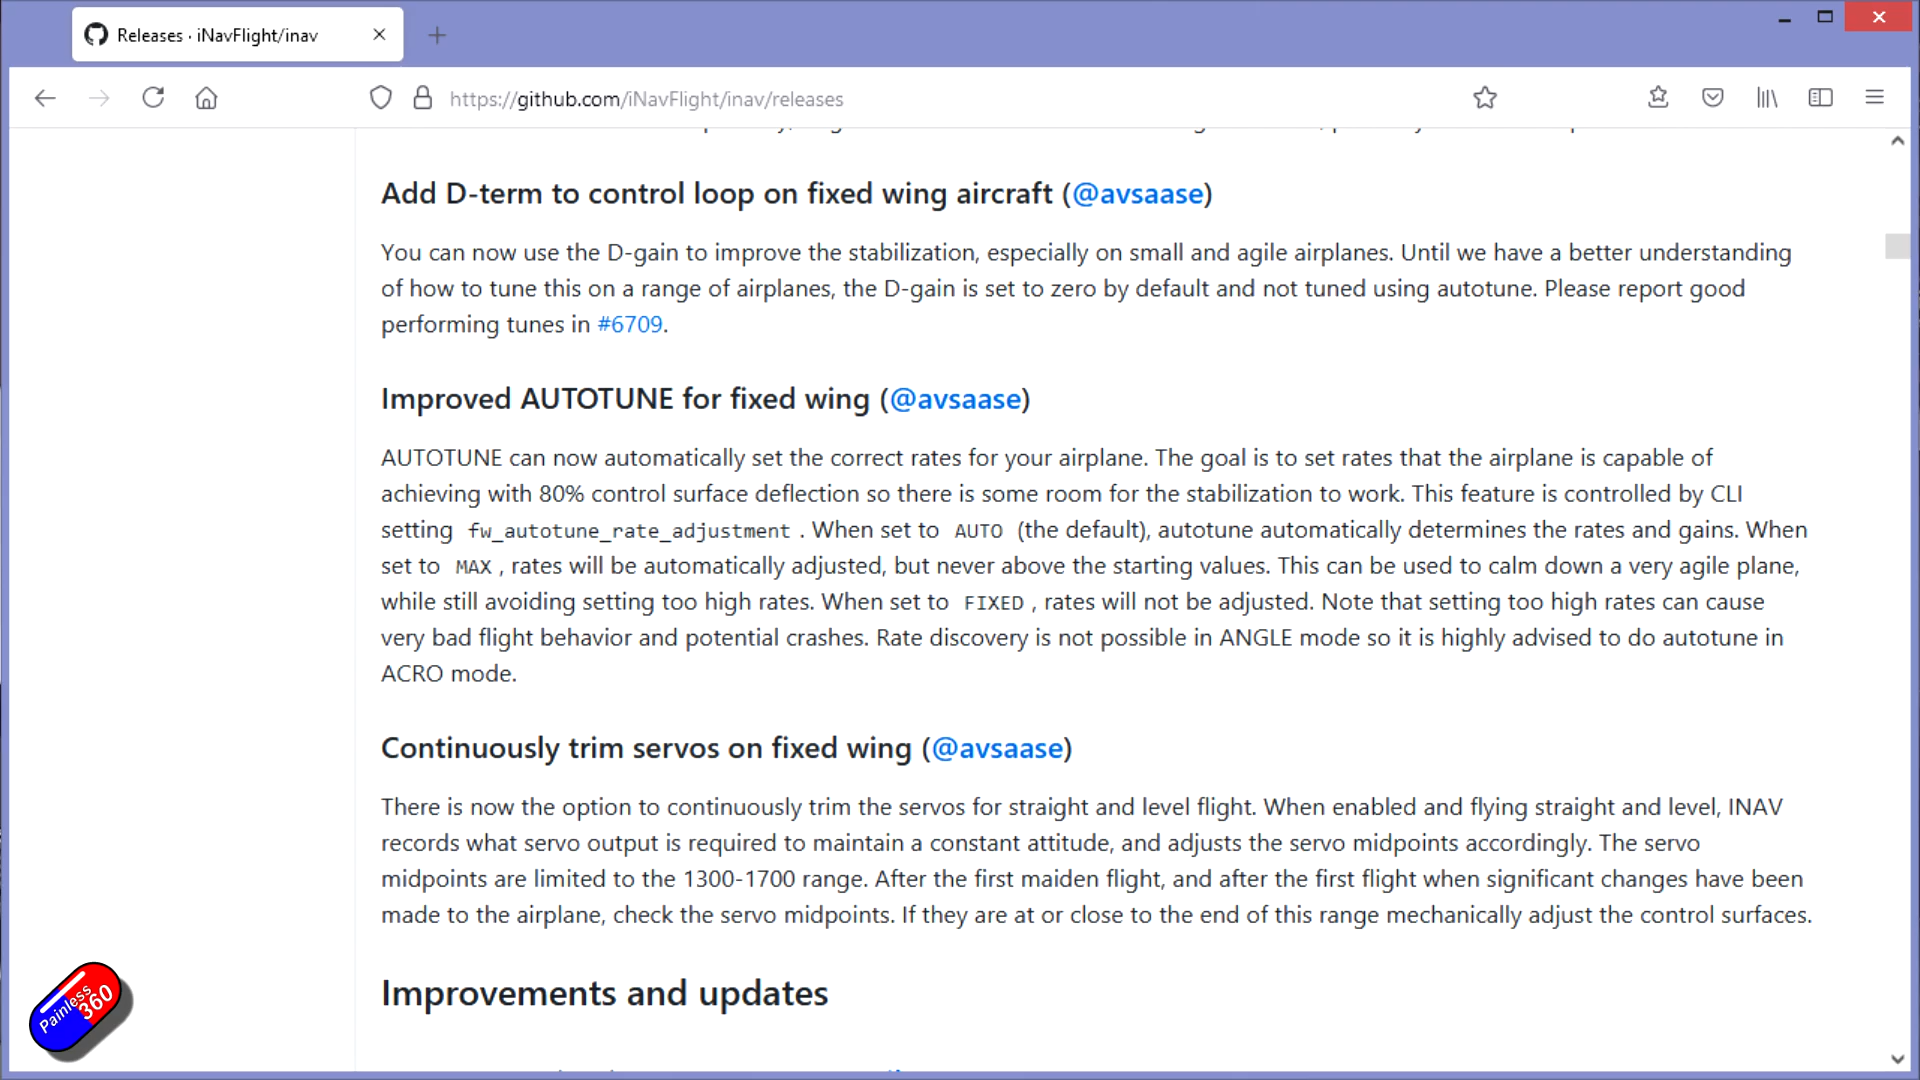 Releases · iNavFlight/inav
https://github.com/iNavFlight/inav/releases
Add D-term to control loop on fixed wing aircraft (@avsaase)
You can now use the D-gain to improve the stabilization, especially on small and agile airplanes. Until we have a better understanding
of how to tune this on a range of airplanes, the D-gain is set to zero by default and not tuned using autotune. Please report good
performing tunes in #6709.
Improved AUTOTUNE for fixed wing (@avsaase)
AUTOTUNE can now automatically set the correct rates for your airplane. The goal is to set rates that the airplane is capable of
achieving with 80% control surface deflection so there is some room for the stabilization to work. This feature is controlled by CLI
setting fw_autotune_rate_adjustment . When set to AUTO (the default), autotune automatically determines the rates and gains. When
set to MAX , rates will be automatically adjusted, but never above the starting values. This can be used to calm down a very agile plane,
while still avoiding setting too high rates. When set to FIXED , rates will not be adjusted. Note that setting too high rates can cause
very bad flight behavior and potential crashes. Rate discovery is not possible in ANGLE mode so it is highly advised to do autotune in
ACRO mode.
Continuously trim servos on fixed wing (@avsaase)
There is now the option to continuously trim the servos for straight and level flight. When enabled and flying straight and level, INAV
records what servo output is required to maintain a constant attitude, and adjusts the servo midpoints accordingly. The servo
midpoints are limited to the 1300-1700 range. After the first maiden flight, and after the first flight when significant changes have been
made to the airplane, check the servo midpoints. If they are at or close to the end of this range mechanically adjust the control surfaces.
Improvements and updates
Painless
360